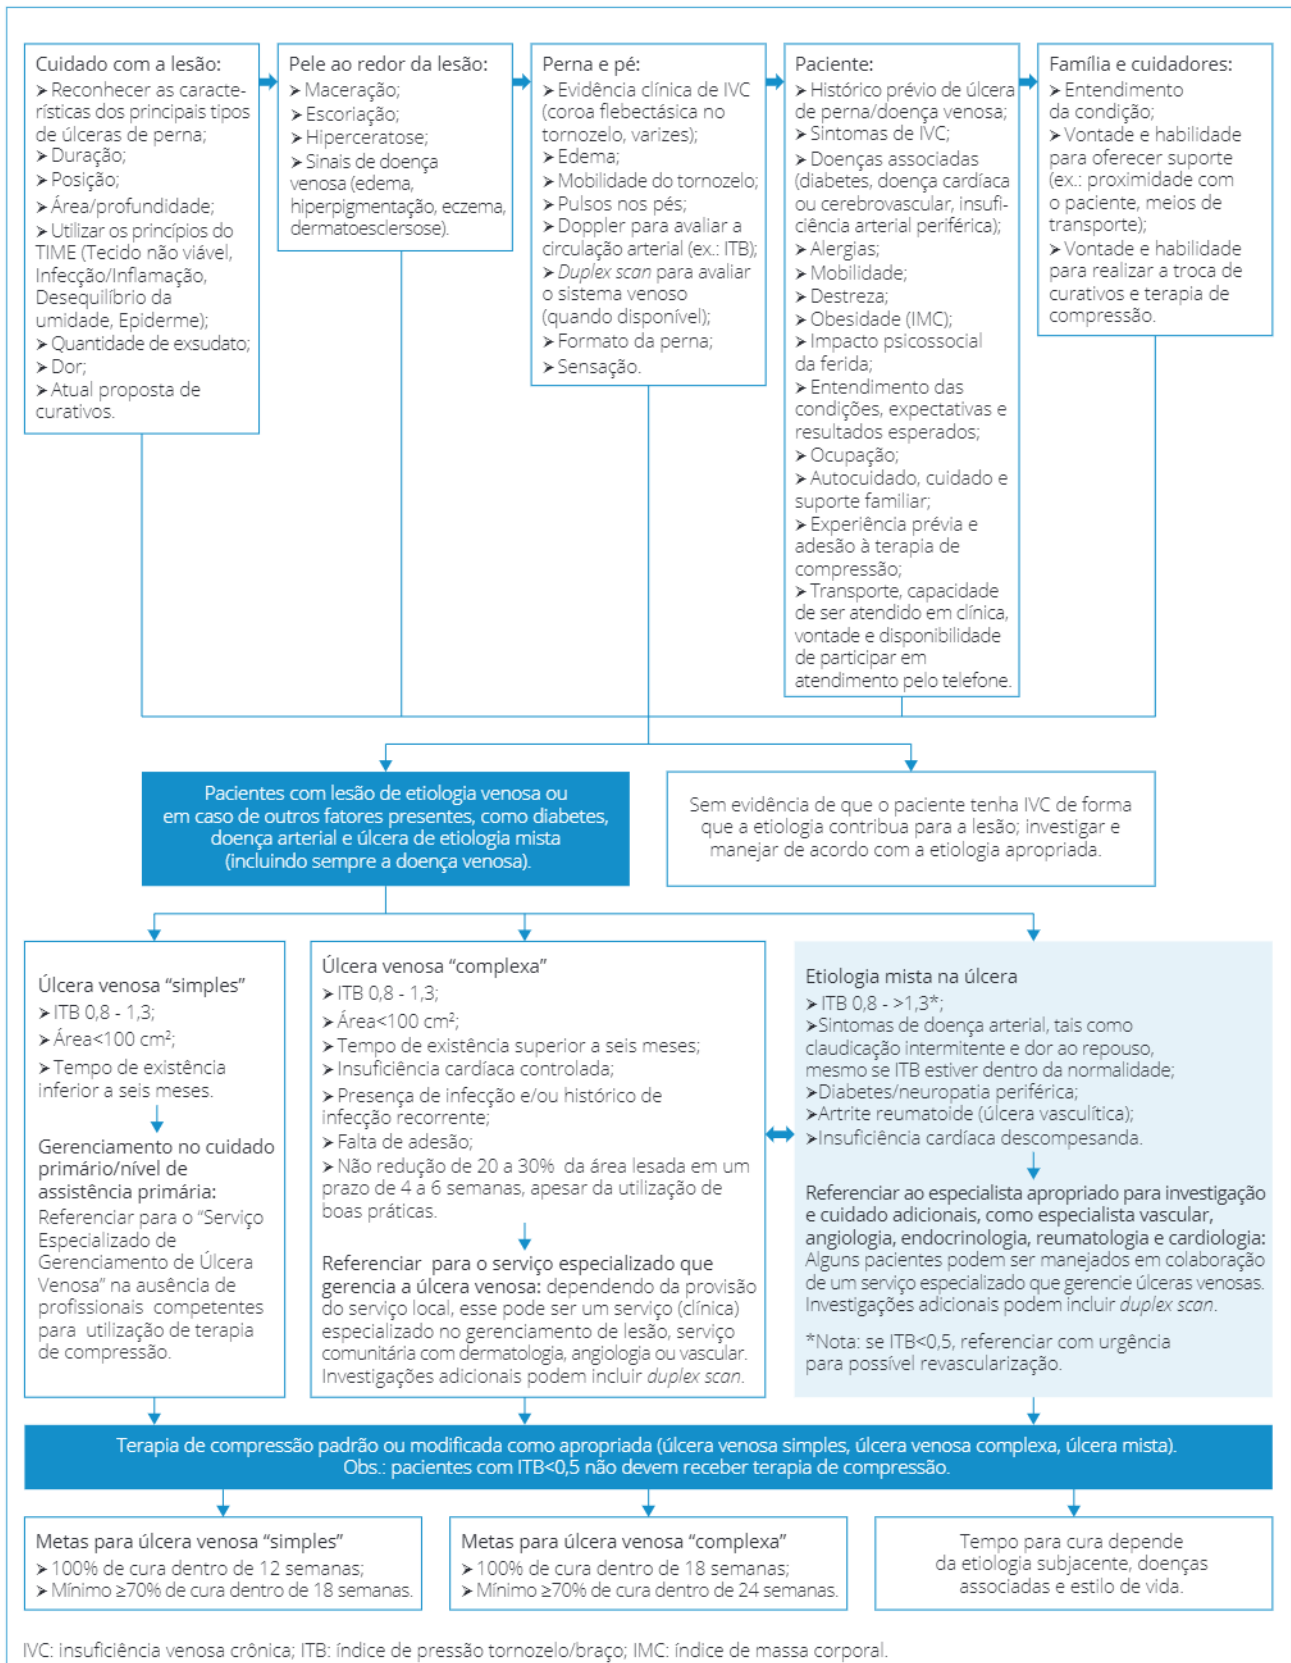 Cuidado com a lesão:
➤ Reconhecer as caracte-
rísticas dos principais tipos
de úlceras de perna;
➤ Duração;
➤ Posição;
➤ Área/profundidade;
➤ Utilizar os princípios do
TIME (Tecido não viável,
Infecção/Inflamação,
Desequilíbrio da
umidade, Epiderme);
➤ Quantidade de exsudato;
➤ Dor;
➤ Atual proposta de
curativos.
Pele ao redor da lesão:
➤ Maceração;
➤ Escoriação;
➤ Hiperceratose;
➤ Sinais de doença
venosa (edema,
hiperpigmentação, eczema,
dermatoesclersose).
Perna e pé:
➤ Evidência clínica de IVC
(coroa flebectásica no
tornozelo, varizes);
➤ Edema;
➤ Mobilidade do tornozelo;
➤ Pulsos nos pés;
➤ Doppler para avaliar a
circulação arterial (ex.: ITB);
➤ Duplex scan para avaliar
o sistema venoso
(quando disponível);
➤ Formato da perna;
➤ Sensação.
Paciente:
➤ Histórico prévio de úlcera
de perna/doença venosa;
➤ Sintomas de IVC;
➤ Doenças associadas
(diabetes, doença cardíaca
ou cerebrovascular, insufi-
ciência arterial periférica);
➤ Alergias;
➤ Mobilidade;
➤ Destreza;
➤ Obesidade (IMC);
➤ Impacto psicossocial
da ferida;
➤ Entendimento das
condições, expectativas e
resultados esperados;
➤ Ocupação;
➤ Autocuidado, cuidado e
suporte familiar;
➤ Experiência prévia e
adesão à terapia de
compressão;
➤ Transporte, capacidade
de ser atendido em clínica,
vontade e disponibilidade
de participar em
atendimento pelo telefone.
Família e cuidadores:
➤ Entendimento
da condição;
➤ Vontade e habilidade
para oferecer suporte
(ex.: proximidade com
o paciente, meios de
transporte);
➤ Vontade e habilidade
para realizar a troca de
curativos e terapia de
compressão.
Pacientes com lesão de etiologia venosa ou
em caso de outros fatores presentes, como diabetes,
doença arterial e úlcera de etiologia mista
(incluindo sempre a doença venosa).
Sem evidência de que o paciente tenha IVC de forma
que a etiologia contribua para a lesão; investigar e
manejar de acordo com a etiologia apropriada.
Úlcera venosa “simples”
➤ ITB 0,8 - 1,3;
➤ Área<100 cm²;
➤ Tempo de existência
inferior a seis meses.
Gerenciamento no cuidado
primário/nível de
assistência primária:
Referenciar para o “Serviço
Especializado de
Gerenciamento de Úlcera
Venosa” na ausência de
profissionais competentes
para utilização de terapia
de compressão.
Úlcera venosa “complexa”
➤ ITB 0,8 - 1,3;
➤ Área<100 cm²;
➤ Tempo de existência superior a seis meses;
➤ Insuficiência cardíaca controlada;
➤ Presença de infecção e/ou histórico de
infecção recorrente;
➤ Falta de adesão;
➤ Não redução de 20 a 30% da área lesada em um
prazo de 4 a 6 semanas, apesar da utilização de
boas práticas.
Referenciar para o serviço especializado que
gerencia a úlcera venosa: dependendo da provisão
do serviço local, esse pode ser um serviço (clínica)
especializado no gerenciamento de lesão, serviço
comunitária com dermatologia, angiologia ou vascular.
Investigações adicionais podem incluir duplex scan.
Etiologia mista na úlcera
➤ ITB 0,8 - >1,3*;
➤Sintomas de doença arterial, tais como
claudicação intermitente e dor ao repouso,
mesmo se ITB estiver dentro da normalidade;
➤Diabetes/neuropatia periférica;
➤Artrite reumatoide (úlcera vasculítica);
➤Insuficiência cardíaca descompesanda.
Referenciar ao especialista apropriado para investigação
e cuidado adicionais, como especialista vascular,
angiologia, endocrinologia, reumatologia e cardiologia:
Alguns pacientes podem ser manejados em colaboração
de um serviço especializado que gerencie úlceras venosas.
Investigações adicionais podem incluir duplex scan.
*Nota: se ITB<0,5, referenciar com urgência
para possível revascularização.
Terapia de compressão padrão ou modificada como apropriada (úlcera venosa simples, úlcera venosa complexa, úlcera mista).
Obs.: pacientes com ITB<0,5 não devem receber terapia de compressão.
Metas para úlcera venosa “simples”
➤ 100% de cura dentro de 12 semanas;
➤ Mínimo ≥70% de cura dentro de 18 semanas.
Metas para úlcera venosa “complexa”
➤ 100% de cura dentro de 18 semanas;
➤ Mínimo ≥70% de cura dentro de 24 semanas.
Tempo para cura depende
da etiologia subjacente, doenças
associadas e estilo de vida.
IVC: insuficiência venosa crônica; ITB: índice de pressão tornozelo/braço; IMC: índice de massa corporal.